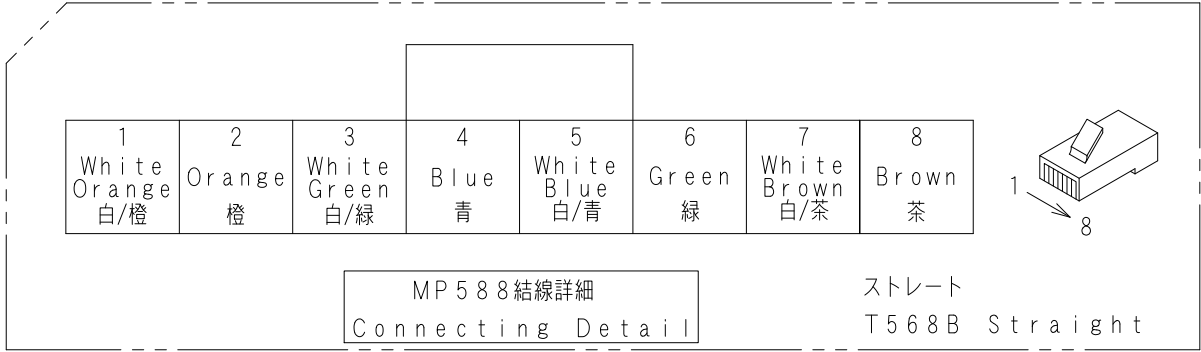 1
White
Orange
白/橙
2
Orange
橙
3
White
Green
白/緑
4
Blue
青
5
White
Blue
白/青
6
Green
緑
7
White
Brown
白/茶
8
Brown
茶
1
8
MP588結線詳細
Connecting Detail
ストレート
T568B Straight